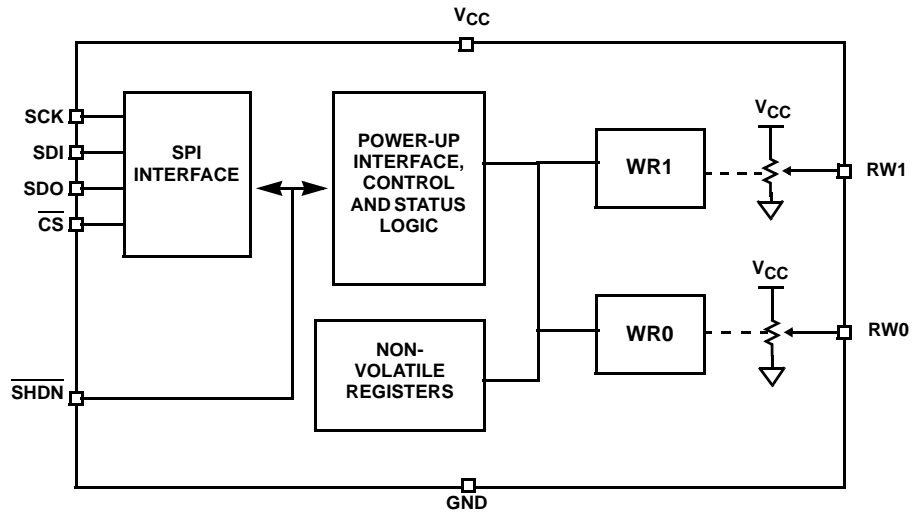 VCC
SCK
SDI
SDO
CS
SHDN
SPI
INTERFACE
POWER-UP
INTERFACE,
CONTROL
AND STATUS
LOGIC
NON-
VOLATILE
REGISTERS
WR1
VCC
RW1
WR0
VCC
RW0
GND